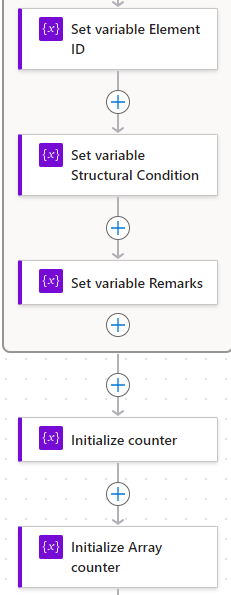 {x} Set variable Element
ID
{x} Set variable
Structural Condition
{x} Set variable Remarks
{x} Initialize counter
{x} Initialize Array
counter